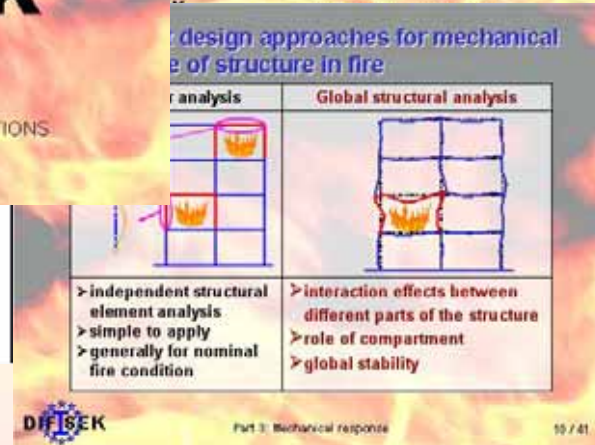 IONS
design approaches for mechanical
of structure in fire
analysis
Global structural analysis
➢independent structural
element analysis
➢simple to apply
➢generally for nominal
fire condition
➢interaction effects between
different parts of the structure
➢role of compartment
➢global stability
DIFISEK
Part 3: Mechanical response
10 / 41